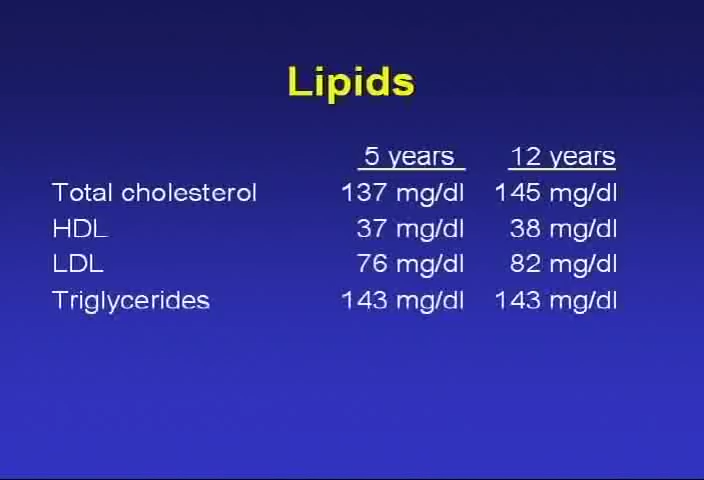 Lipids
5 years 12 years
Total cholesterol 137 mg/dl 145 mg/dl
HDL 37 mg/dl 38 mg/dl
LDL 76 mg/dl 82 mg/dl
Triglycerides 143 mg/dl 143 mg/dl